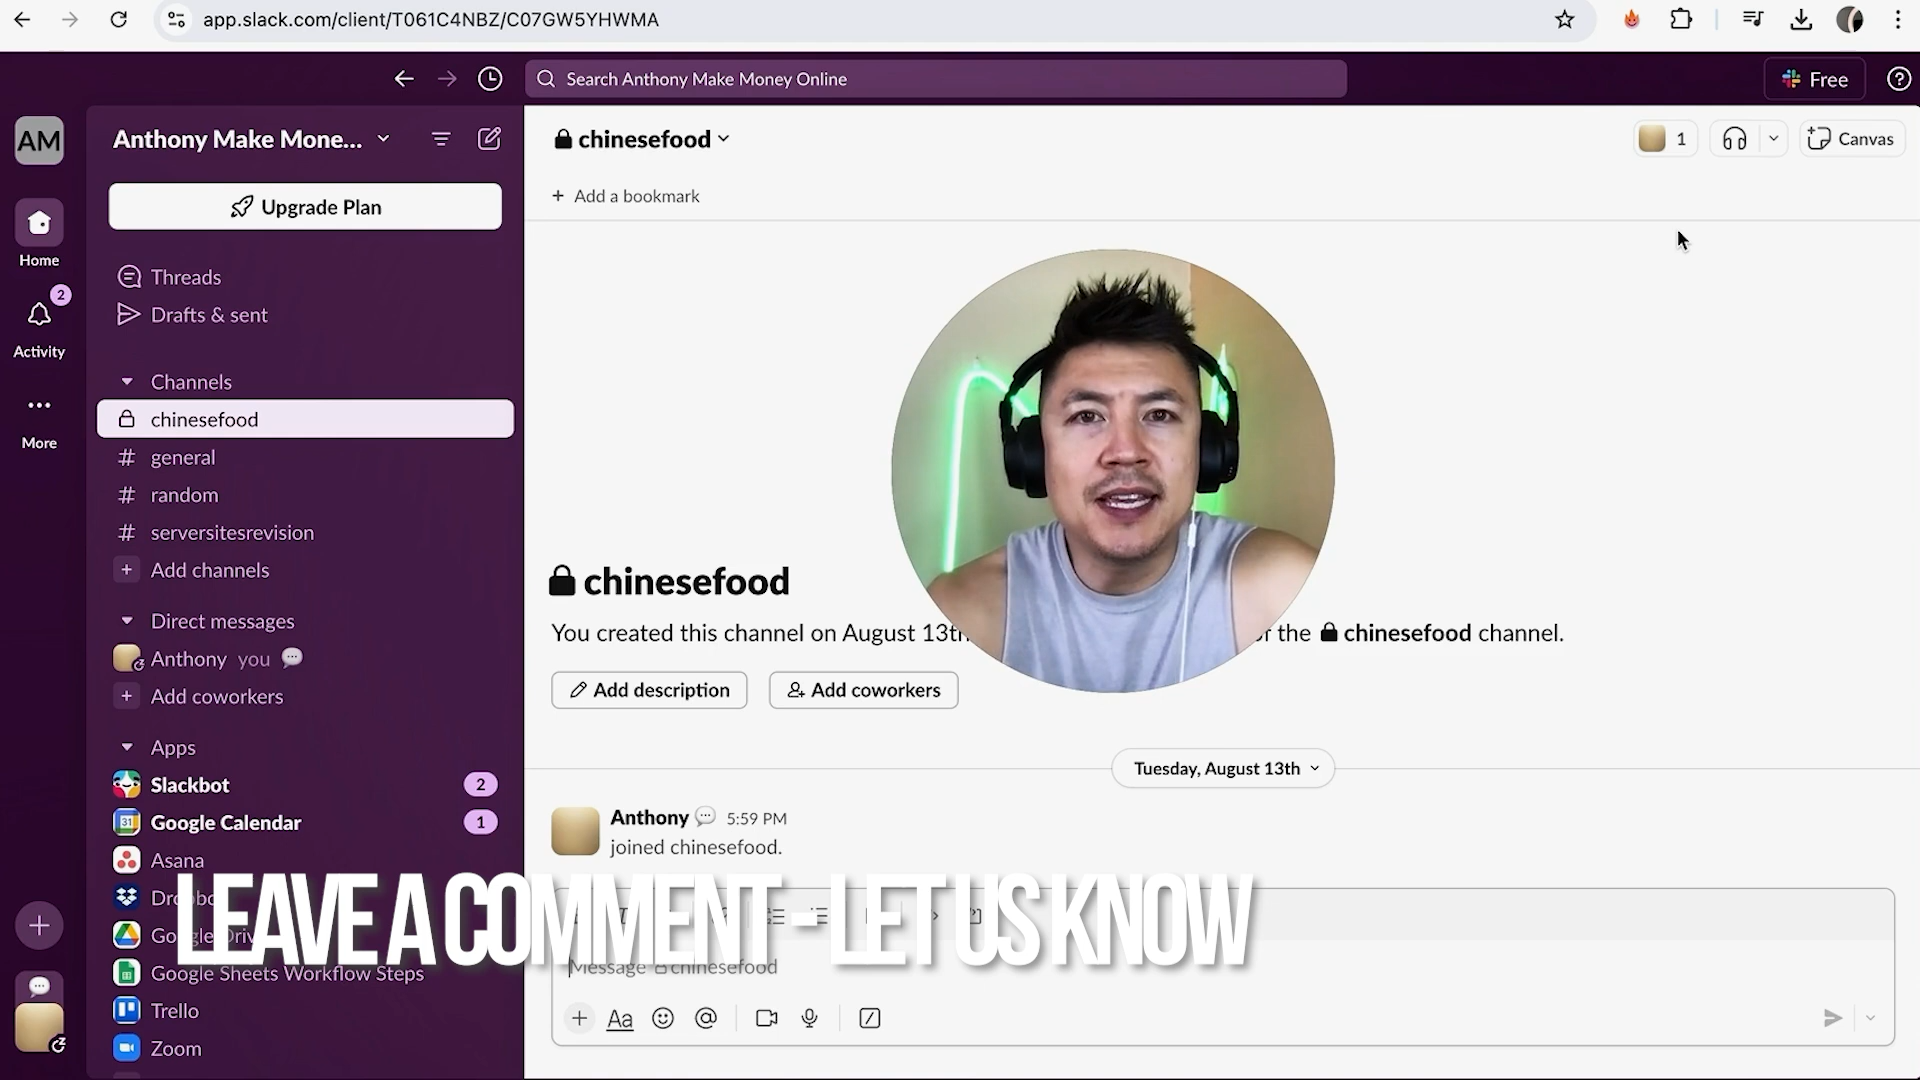 app.slack.com/client/T061C4NBZ/C07GW5YHWMA
Search Anthony Make Money Online
Free
AM
Anthony Make Mone...
chinesefood
1
Canvas
Upgrade Plan
Add a bookmark
Home
Threads
2
Drafts & sent
Activity
Channels
chinesefood
More
general
random
serversitesrevision
Add channels
chinesefood
Direct messages
You created this channel on August 13th
the chinesefood channel.
Anthony you
Add coworkers
Add description
Add coworkers
Apps
Tuesday, August 13th
Slackbot
2
Google Calendar
1
Anthony
5:59 PM
joined chinesefood.
Asana
LEAVE A COMMENT - LET US KNOW
Message chinesefood
Google Sheets Workflow Steps
Trello
Aa
Zoom